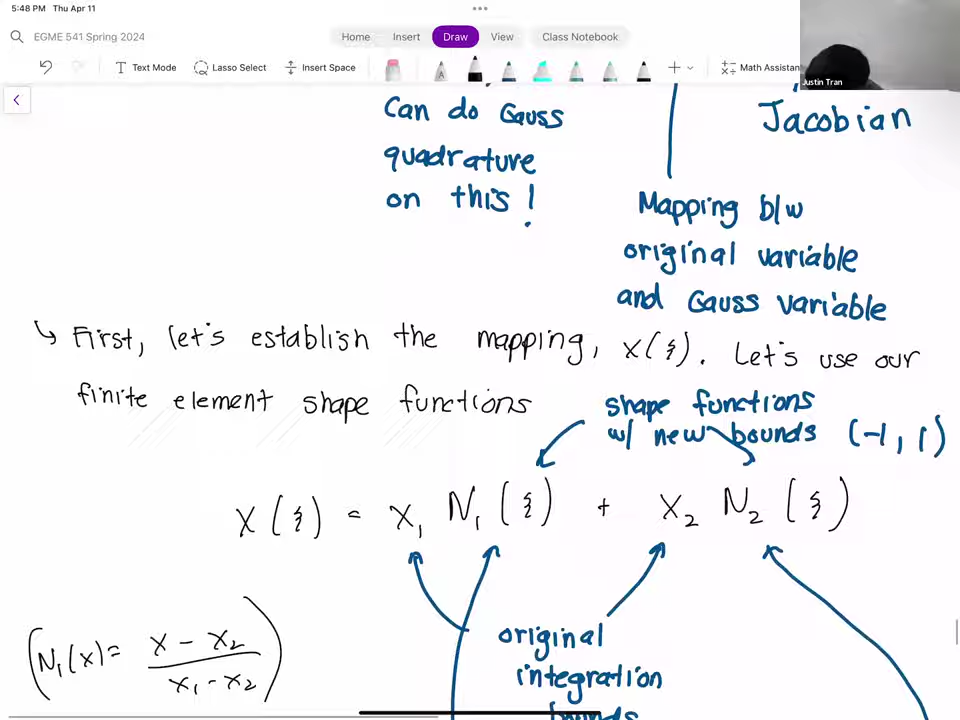 5:48 PM Thu Apr 11
EGME 541 Spring 2024
Home Insert Draw View Class Notebook
Text Mode Lasso Select Insert Space Math Assistan
Justin Tran
Can do Gauss
quadrature
on this!
Jacobian
Mapping b/w
original variable
and Gauss variable
↳ First, let's establish the mapping, x(ξ). Let's use our
finite element shape functions
shape functions
w/ new bounds (-1, 1)
x(ξ) = x₁ N₁(ξ) + x₂ N₂(ξ)
original
integration
bounds
(N₁(x) = x - x₂
x₁ - x₂)